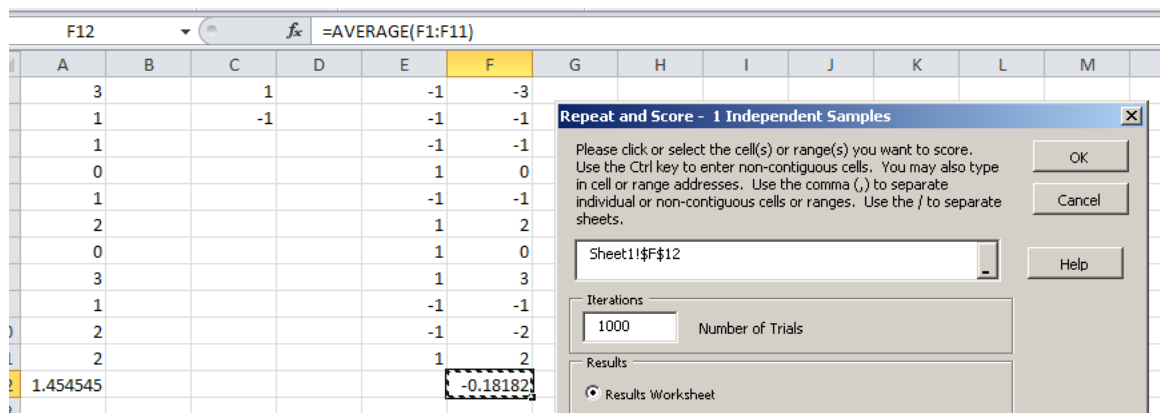 F12 fx =AVERAGE(F1:F11)
A B C D E F G H I J K L M
3 1 -1 -3
1 -1 -1 -1
1 -1 -1
0 1 0
1 -1 -1
2 1 2
0 1 0
3 1 3
1 -1 -1
2 -1 -2
2 1 2
1.454545 -0.18182
Repeat and Score - 1 Independent Samples
Please click or select the cell(s) or range(s) you want to score.
Use the Ctrl key to enter non-contiguous cells. You may also type
in cell or range addresses. Use the comma (,) to separate
individual or non-contiguous cells or ranges. Use the / to separate
sheets.
OK
Cancel
Sheet1!$F$12
Help
Iterations
1000 Number of Trials
Results
Results Worksheet